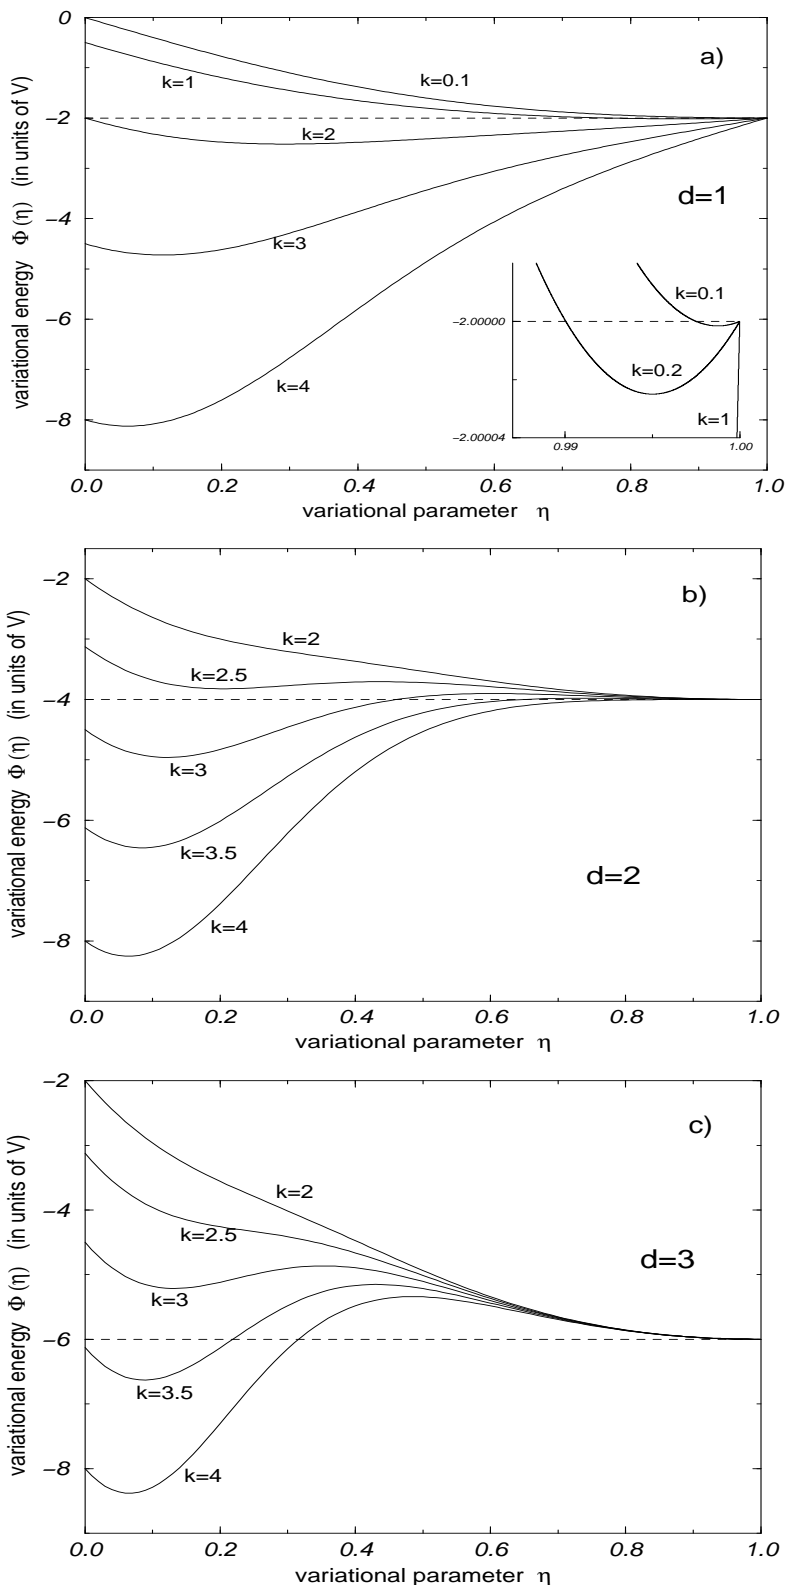 variational energy Φ(η) (in units of V)
0
−2
−4
−6
−8
a)
k=0.1
k=1
k=2
k=3
k=4
d=1
k=0.1
−2.00000
k=0.2
k=1
−2.00004
0.99
1.00
0.0
0.2
0.4
0.6
0.8
1.0
variational parameter η
variational energy Φ(η) (in units of V)
−2
−4
−6
−8
b)
k=2
k=2.5
k=3
k=3.5
k=4
d=2
0.0
0.2
0.4
0.6
0.8
1.0
variational parameter η
variational energy Φ(η) (in units of V)
−2
−4
−6
−8
c)
k=2
k=2.5
k=3
k=3.5
k=4
d=3
0.0
0.2
0.4
0.6
0.8
1.0
variational parameter η